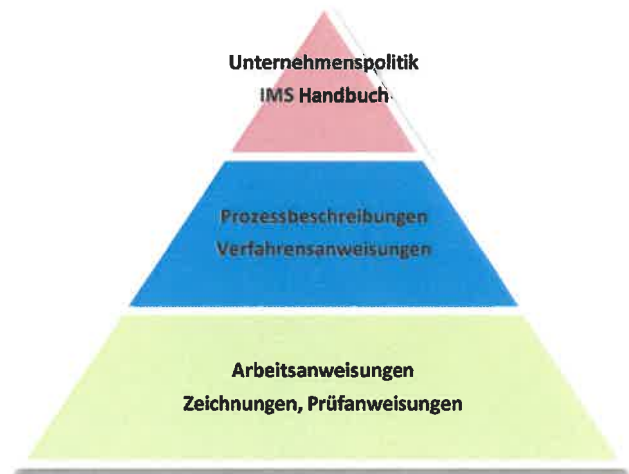 Unternehmenspolitik
IMS Handbuch
Prozessbeschreibungen
Verfahrensanweisungen
Arbeitsanweisungen
Zeichnungen, Prüfanweisungen